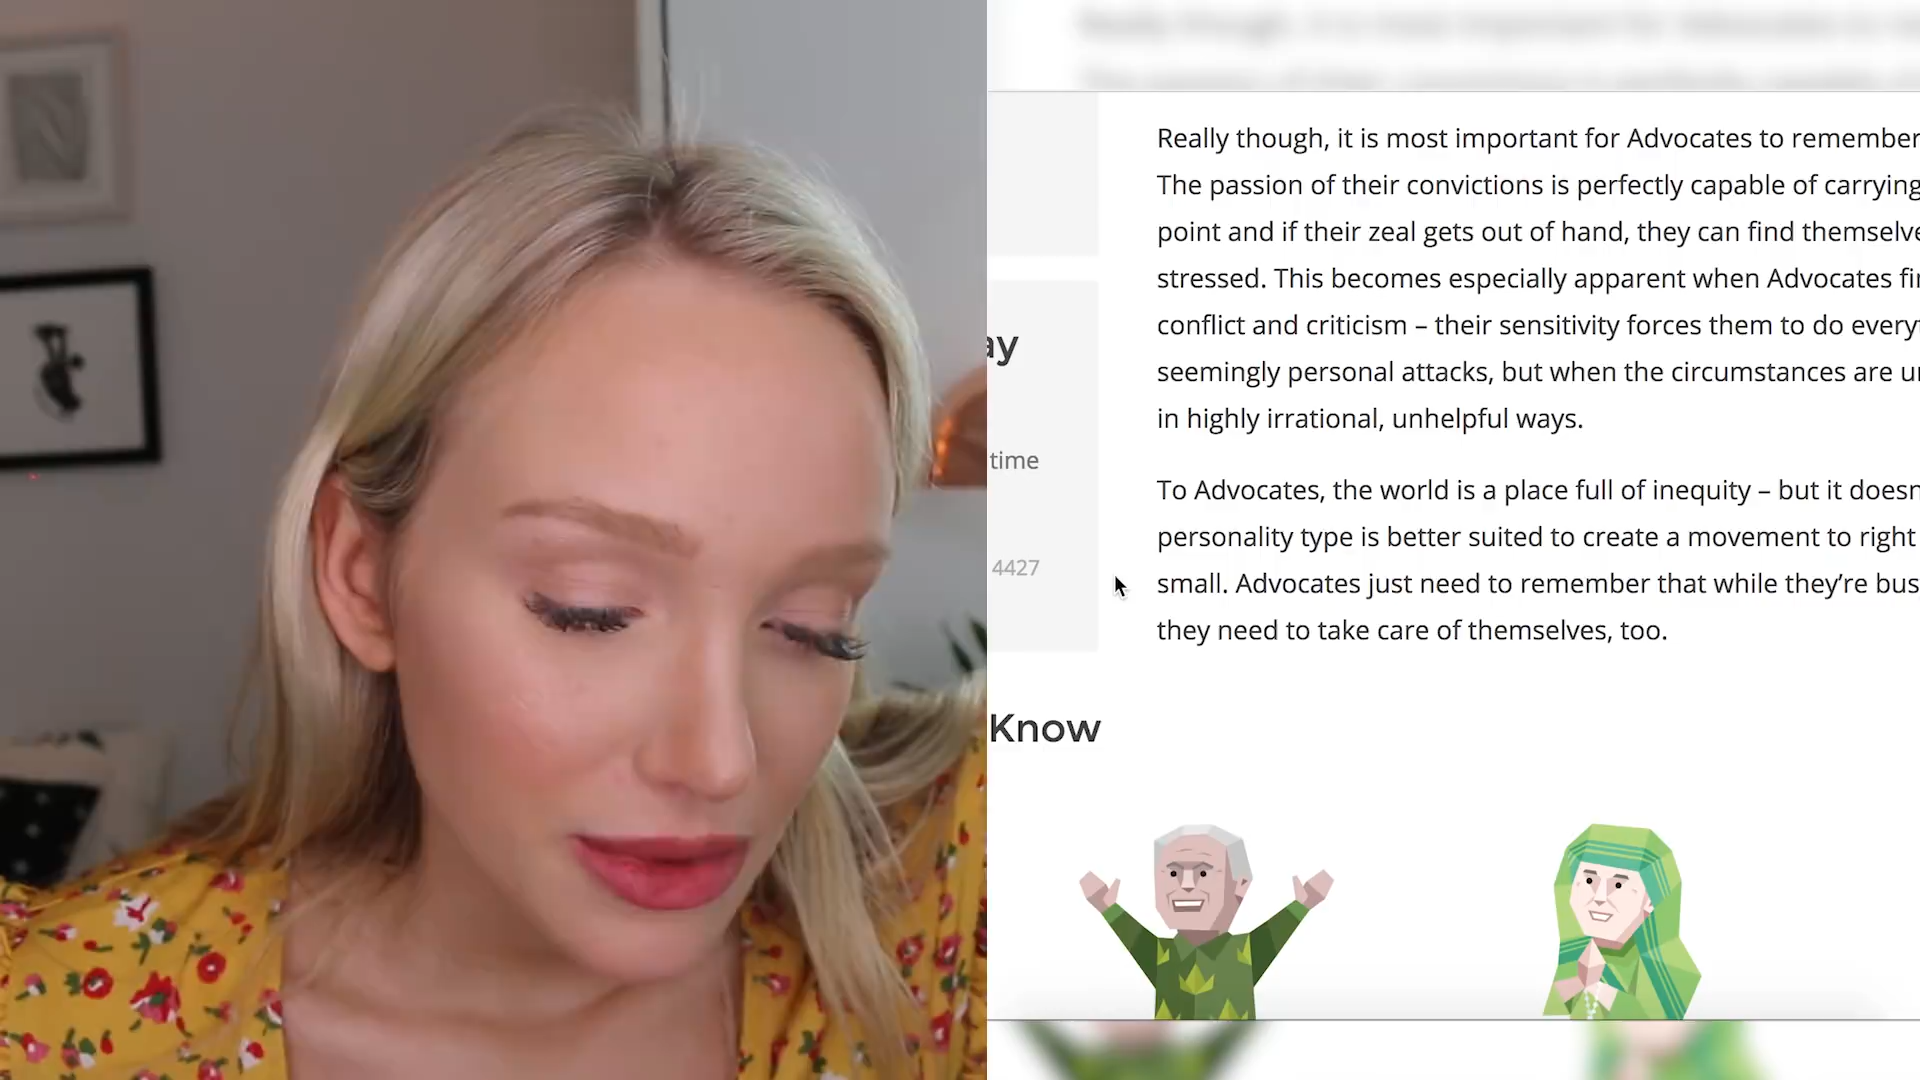 Really though, it is most important for Advocates to remember
The passion of their convictions is perfectly capable of carrying
point and if their zeal gets out of hand, they can find
stressed. This becomes especially apparent when Advocates
conflict and criticism – their sensitivity forces them to do
seemingly personal attacks, but when the circumstances are
in highly irrational, unhelpful ways.
To Advocates, the world is a place full of inequity – but it
personality type is better suited to create a movement to right
small. Advocates just need to remember that while they’re
they need to take care of themselves, too.
ay
time
4427
Know